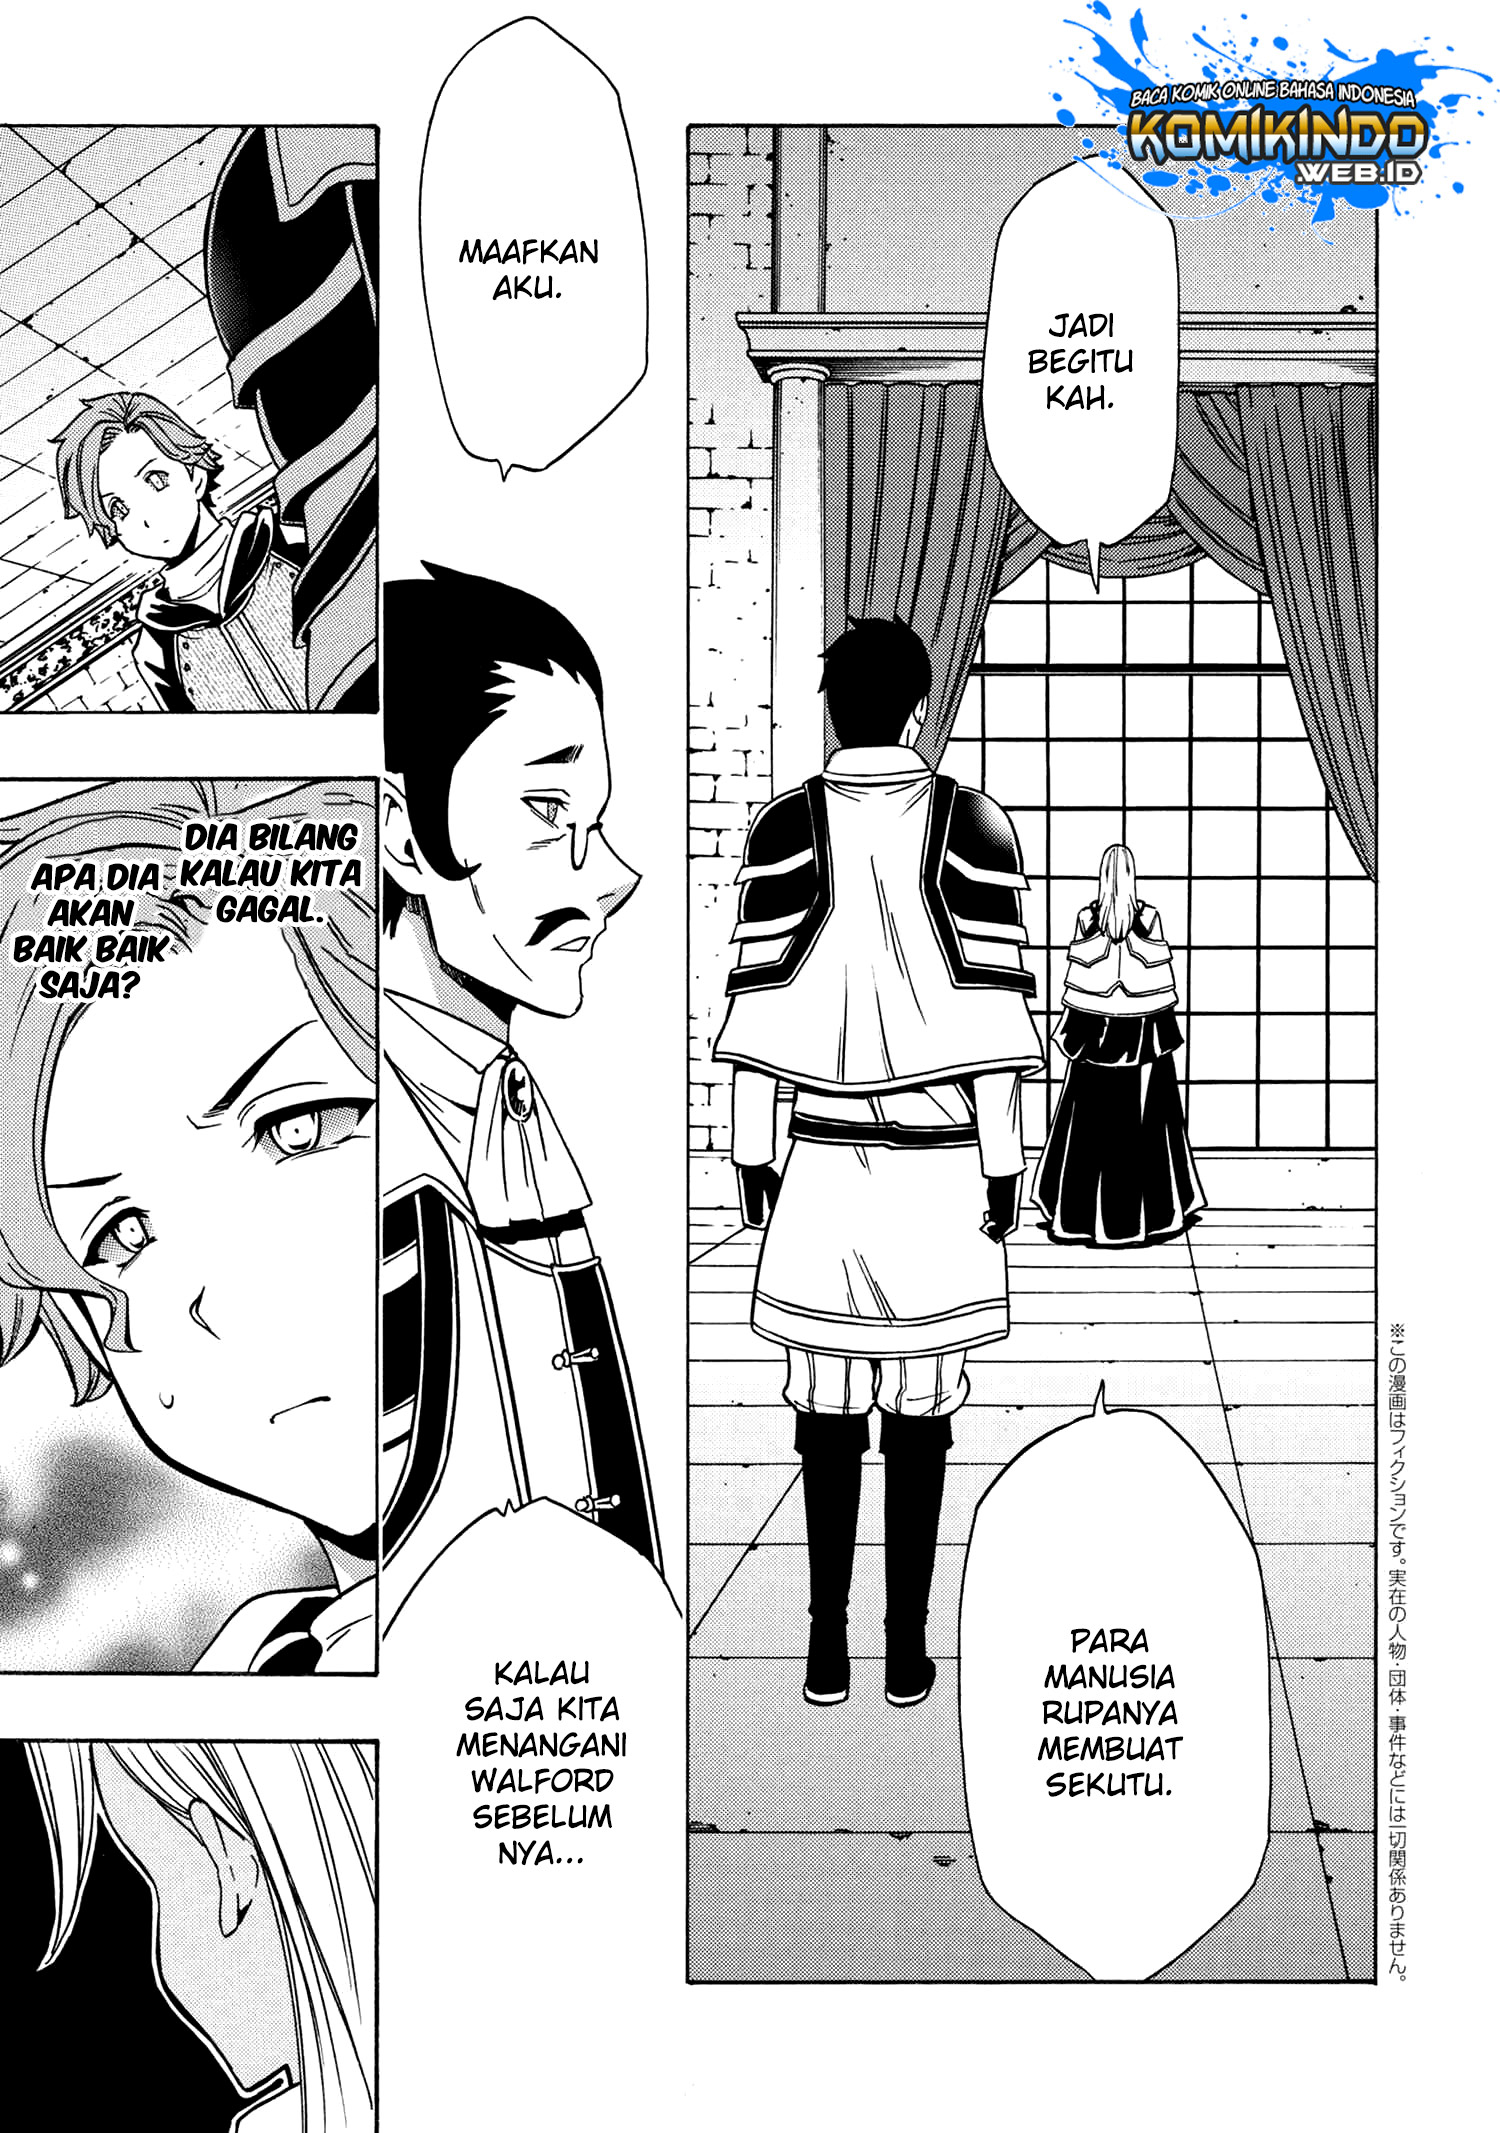 BACA KOMIK ONLINE BAHASA INDONESIA
KOMIKINDO
.WEB.ID
JADI
BEGITU
KAH.
PARA
MANUSIA
RUPANYA
MEMBUAT
SEKUTU.
※この漫画はフィクションです。実在の人物・団体・事件などには一切関係ありません。
MAAFKAN
AKU.
KALAU
SAJA KITA
MENANGANI
WALFORD
SEBELUM
NYA...
DIA BILANG
KALAU KITA
GAGAL.
APA DIA
AKAN
BAIK BAIK
SAJA?